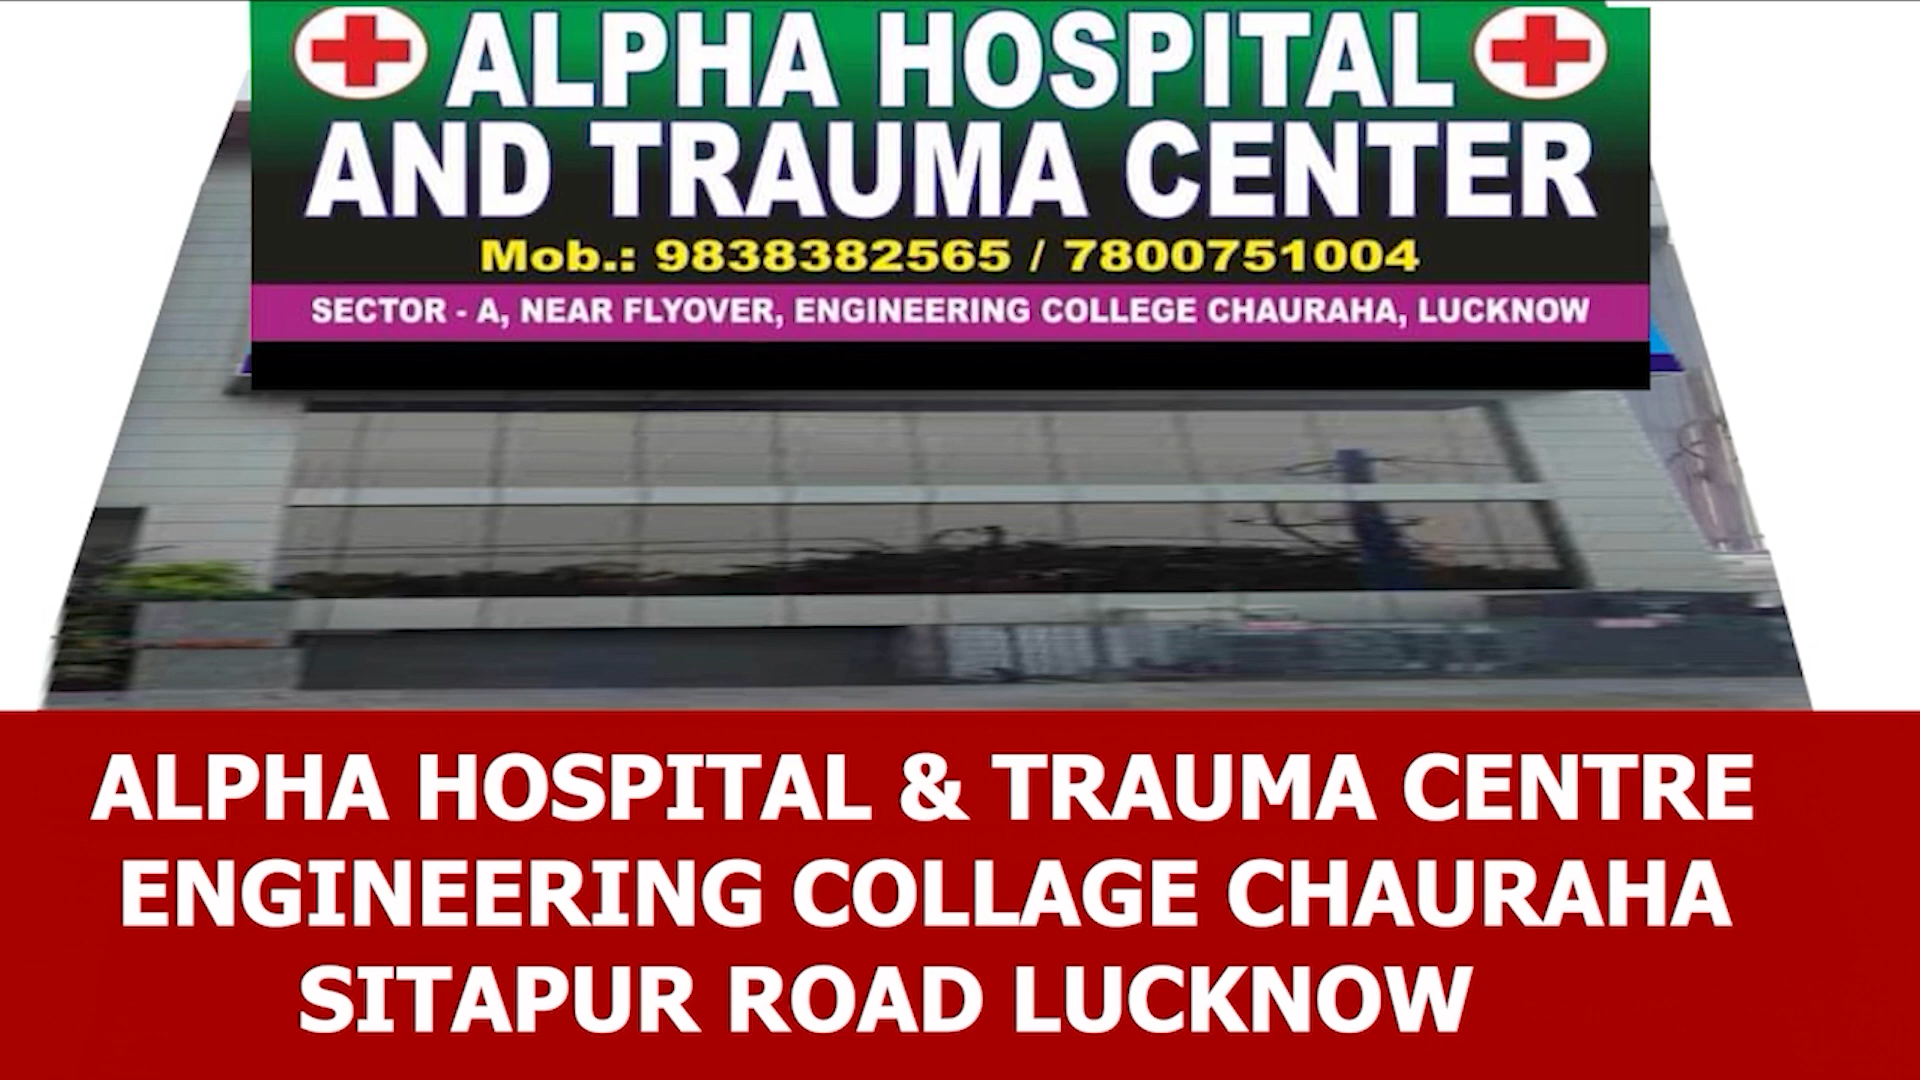 ALPHA HOSPITAL
AND TRAUMA CENTER
Mob.: 9838382565 / 7800751004
SECTOR - A, NEAR FLYOVER, ENGINEERING COLLEGE CHAURAHA, LUCKNOW
ALPHA HOSPITAL & TRAUMA CENTRE
ENGINEERING COLLAGE CHAURAHA
SITAPUR ROAD LUCKNOW